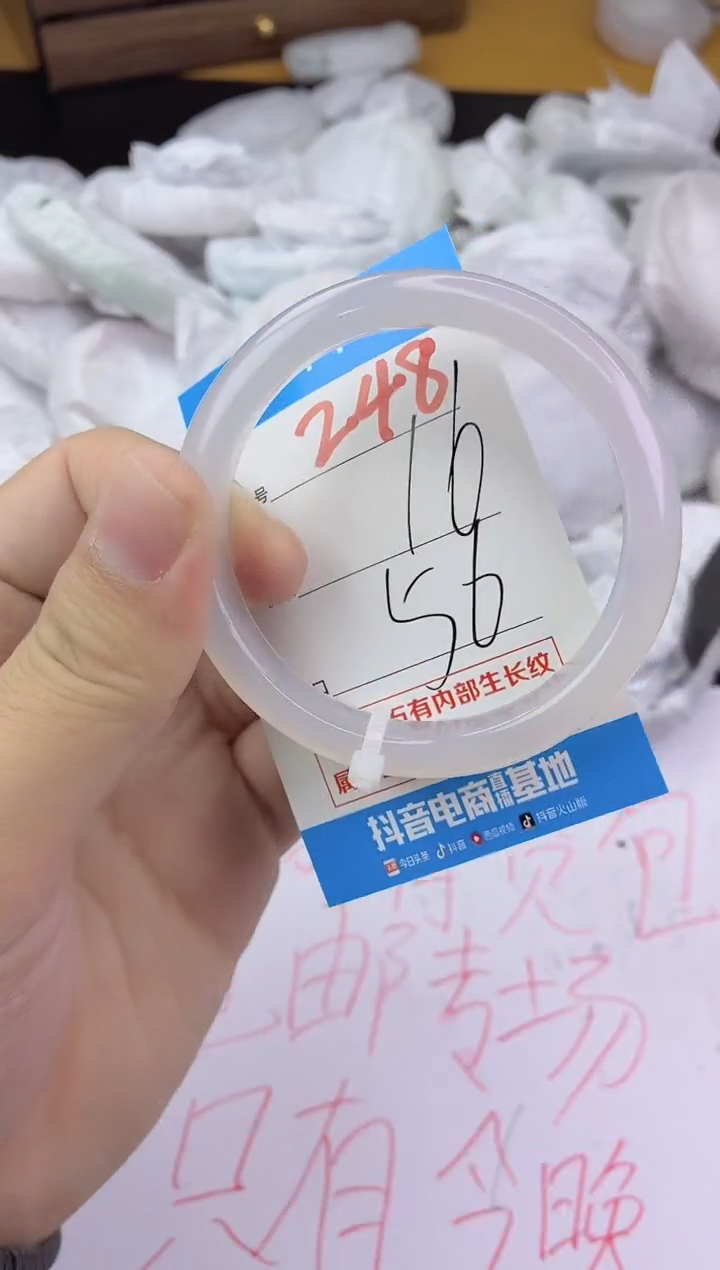 248
号 16
56
有内部生长纹
属
抖音电商直播基地
今日头条 抖音 西瓜视频 抖音火山版
包
邮专场
只有今晚